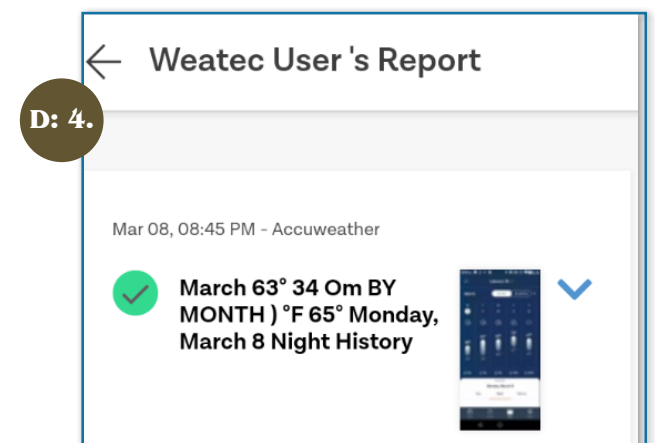 Weatec User 's Report
D: 4.
Mar 08, 08:45 PM - Accuweather
March 63° 34 Om BY
MONTH ) °F 65° Monday,
March 8 Night History